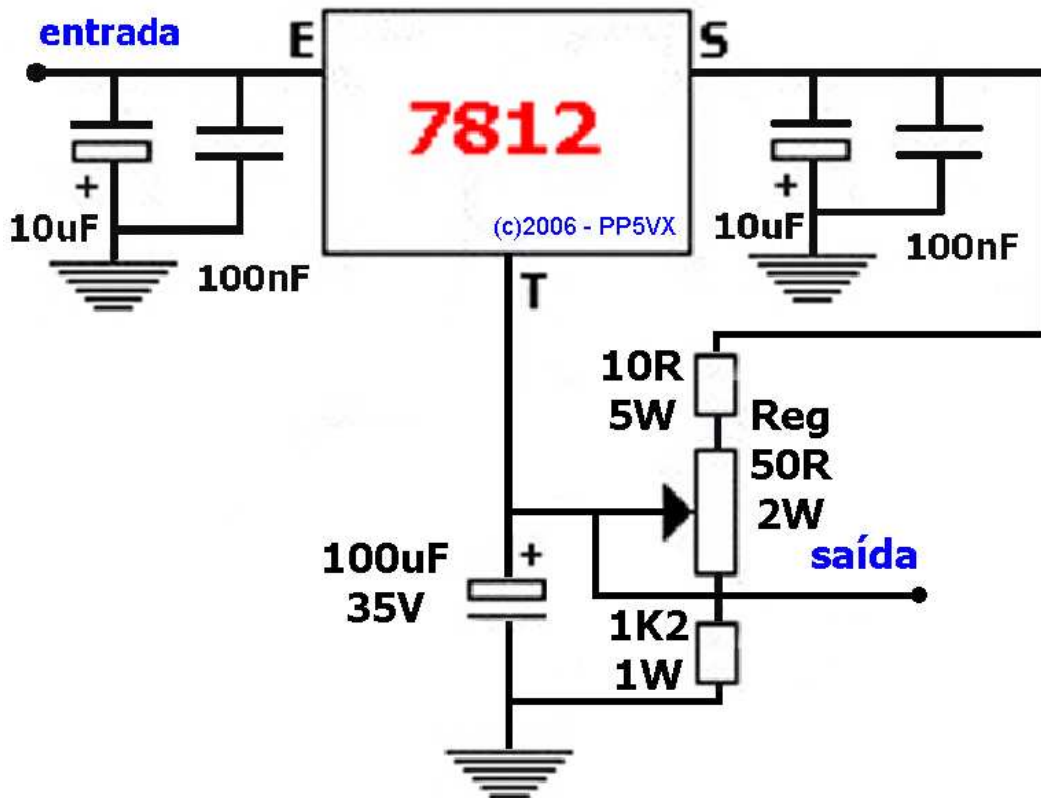 entrada
E
S
7812
+
10uF
100nF
(c)2006 - PP5VX
+
10uF
100nF
T
10R
5W
Reg
50R
2W
saída
100uF
35V
+
1K2
1W